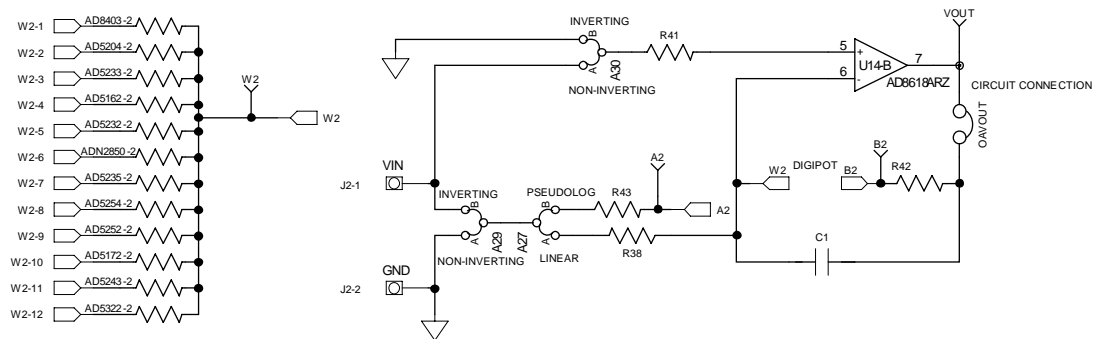 W2-1 AD8403-2
W2-2 AD5204-2
W2-3 AD5233-2
W2-4 AD5162-2
W2-5 AD5232-2
W2-6 ADN2850-2
W2-7 AD5235-2
W2-8 AD5254-2
W2-9 AD5252-2
W2-10 AD5172-2
W2-11 AD5243-2
W2-12 AD5322-2
W2
W2
INVERTING
B
A
A30
NON-INVERTING
R41
5
+
6
-
U14-B
7
AD8618ARZ
VOUT
CIRCUIT CONNECTION
OAVOUT
VIN
J2-1
INVERTING
B
A
A29
NON-INVERTING
GND
J2-2
PSEUDOLOG
B
A
A27
LINEAR
R43
R38
A2
A2
W2
DIGIPOT
B2
B2
R42
C1